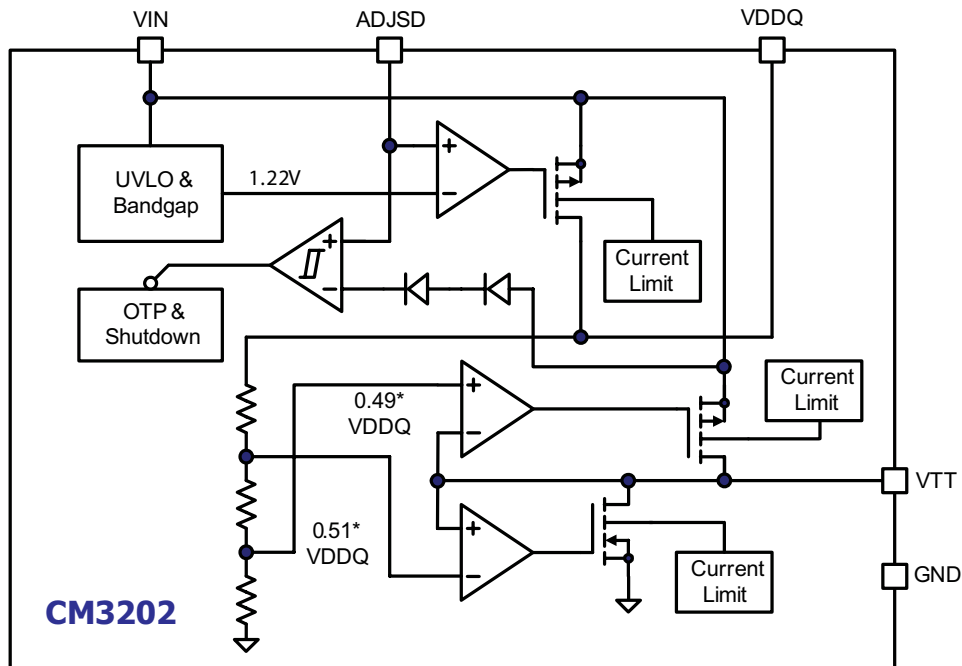 VIN
ADJSD
VDDQ
+
UVLO &
Bandgap
1.22V
−
+
Current
Limit
−
OTP &
Shutdown
+
Current
Limit
0.49*
VDDQ
−
VTT
0.51*
VDDQ
+
−
Current
Limit
GND
CM3202